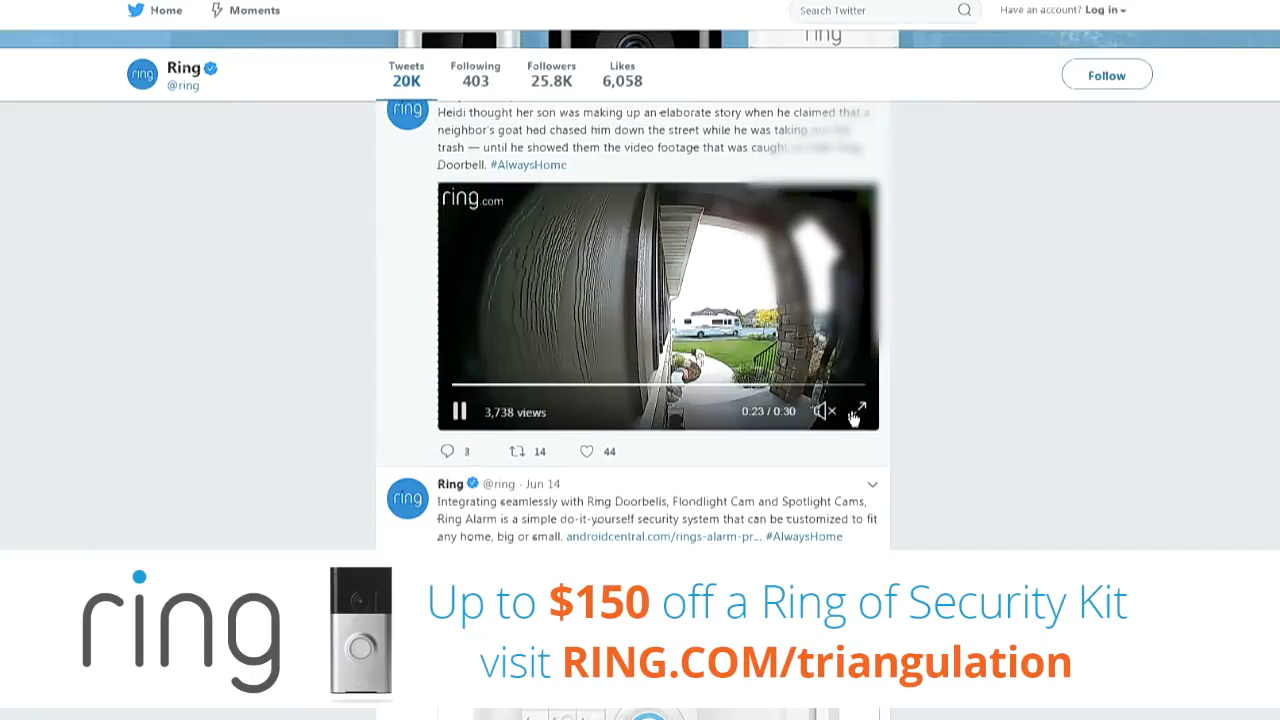 Home Moments Search Twitter Have an account? Log in
ring
ring Ring @ring
Tweets Following Followers Likes
20K 403 25.8K 6,058
Follow
ring
Heidi thought her son was making up an elaborate story when he claimed that a
neighbor's goat had chased him down the street while he was taking
trash — until he showed them the video footage that was caught
Doorbell. #AlwaysHome
ring.com
3,738 views 0:23 / 0:30
3 14 44
Ring @ring · Jun 14
ring
Integrating seamlessly with Ring Doorbells, Floodlight Cam and Spotlight Cams,
Ring Alarm is a simple do-it-yourself security system that can be customized to fit
any home, big or small. androidcentral.com/rings-alarm-pr... #AlwaysHome
ring
Up to $150 off a Ring of Security Kit
visit RING.COM/triangulation